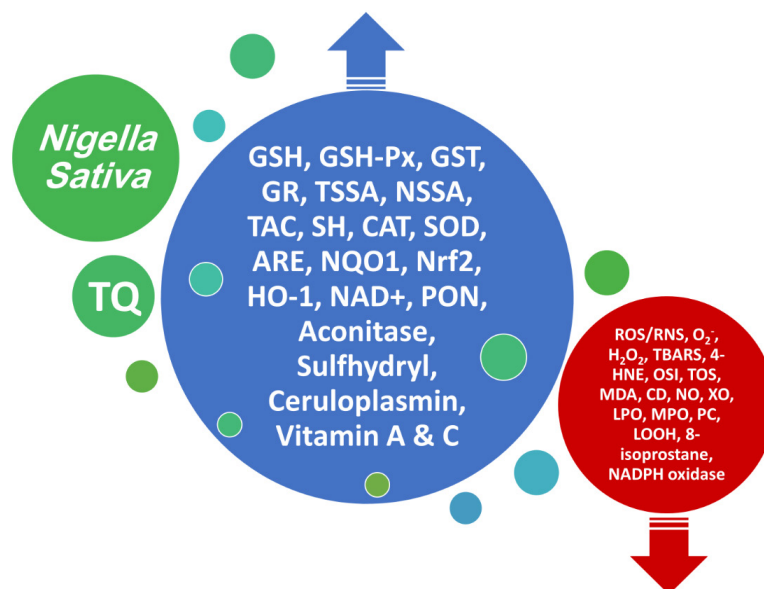 Nigella
Sativa
TQ
GSH, GSH-Px, GST,
GR, TSSA, NSSA,
TAC, SH, CAT, SOD,
ARE, NQO1, Nrf2,
HO-1, NAD+, PON,
Aconitase,
Sulfhydryl,
Ceruloplasmin,
Vitamin A & C
ROS/RNS, O₂⁻,
H₂O₂, TBARS, 4-
HNE, OSI, TOS,
MDA, CD, NO, XO,
LPO, MPO, PC,
LOOH, 8-
isoprostane,
NADPH oxidase